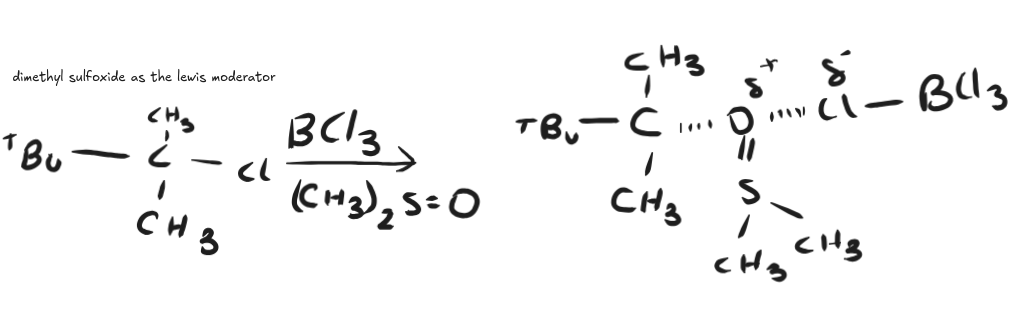 dimethyl sulfoxide as the lewis moderator
CH3
TBu — C — Cl
CH3
BCl3
(CH3)2 S=O
CH3
δ+ δ-
TBu — C ····· O ····· Cl — BCl3
CH3
S
CH3 CH3